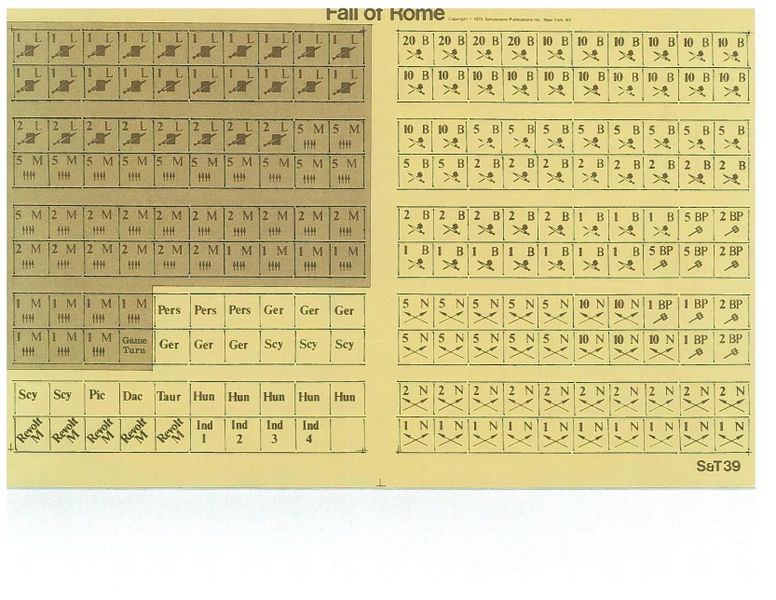 Fall of Rome
Copyright © 1973, Simulations Publications Inc., New York, NY
1 L 1 L 1 L 1 L 1 L 1 L 1 L 1 L 1 L 1 L
1 L 1 L 1 L 1 L 1 L 1 L 1 L 1 L 1 L 1 L
2 L 2 L 2 L 2 L 2 L 2 L 2 L 2 L 5 M 5 M
5 M 5 M 5 M 5 M 5 M 5 M 5 M 5 M 5 M 5 M
5 M 2 M 2 M 2 M 2 M 2 M 2 M 2 M 2 M 2 M
2 M 2 M 2 M 2 M 2 M 2 M 1 M 1 M 1 M 1 M
1 M 1 M 1 M 1 M Pers Pers Pers Ger Ger Ger
1 M 1 M 1 M Game Turn Ger Ger Ger Scy Scy Scy
Scy Scy Pic Dac Taur Hun Hun Hun Hun Hun
Revolt M Revolt M Revolt M Revolt M Revolt M Ind 1 Ind 2 Ind 3 Ind 4
20 B 20 B 20 B 20 B 10 B 10 B 10 B 10 B 10 B 10 B
10 B 10 B 10 B 10 B 10 B 10 B 10 B 10 B 10 B 10 B
10 B 10 B 5 B 5 B 5 B 5 B 5 B 5 B 5 B 5 B
5 B 5 B 2 B 2 B 2 B 2 B 2 B 2 B 2 B 2 B
2 B 2 B 2 B 2 B 2 B 1 B 1 B 1 B 5 BP 2 BP
1 B 1 B 1 B 1 B 1 B 1 B 1 B 5 BP 5 BP 2 BP
5 N 5 N 5 N 5 N 5 N 10 N 10 N 1 BP 1 BP 2 BP
5 N 5 N 5 N 5 N 5 N 10 N 10 N 10 N 1 BP 2 BP
2 N 2 N 2 N 2 N 2 N 2 N 2 N 2 N 2 N 2 N
1 N 1 N 1 N 1 N 1 N 1 N 1 N 1 N 1 N 1 N
S&T39